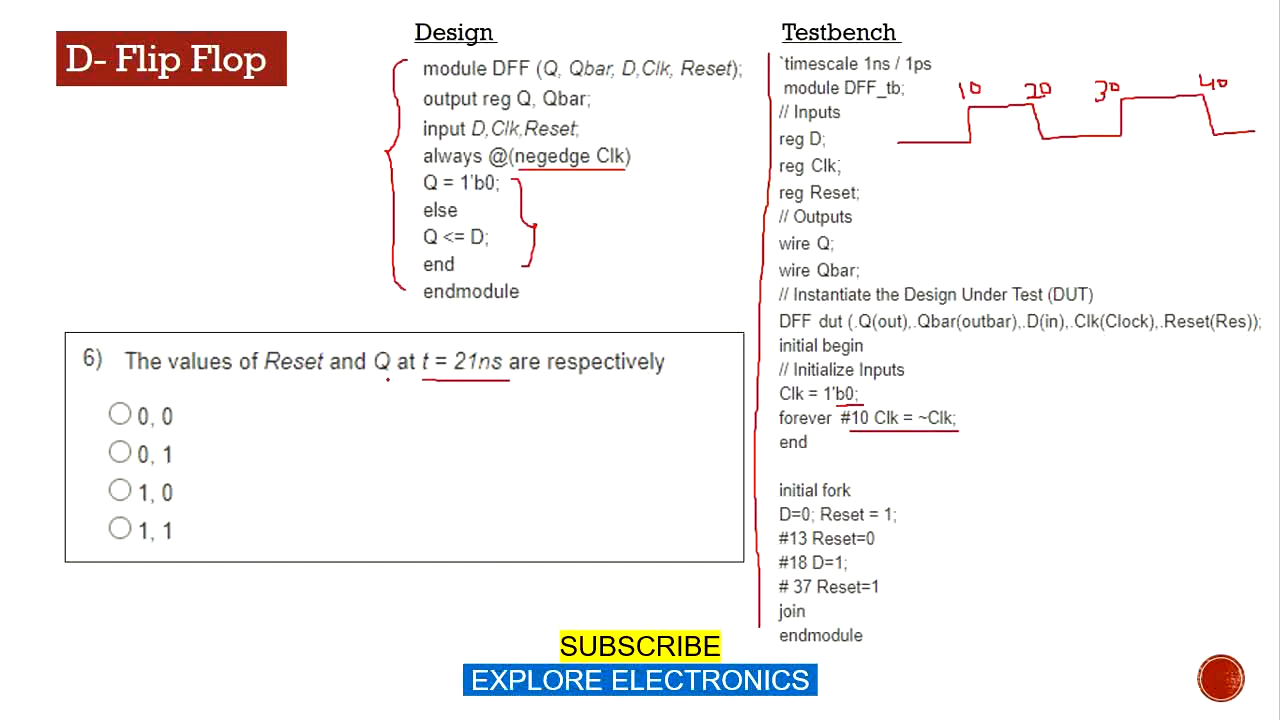 D- Flip Flop
Design
module DFF (Q, Qbar, D,Clk, Reset);
output reg Q, Qbar;
input D,Clk,Reset;
always @(negedge Clk)
Q = 1'b0;
else
Q <= D;
end
endmodule
6) The values of Reset and Q at t = 21ns are respectively
0, 0
0, 1
1, 0
1, 1
Testbench
`timescale 1ns / 1ps
module DFF_tb;
// Inputs
reg D;
reg Clk;
reg Reset;
// Outputs
wire Q;
wire Qbar;
// Instantiate the Design Under Test (DUT)
DFF dut (.Q(out),.Qbar(outbar),.D(in),.Clk(Clock),.Reset(Res));
initial begin
// Initialize Inputs
Clk = 1'b0;
forever #10 Clk = ~Clk;
end
initial fork
D=0; Reset = 1;
#13 Reset=0
#18 D=1;
# 37 Reset=1
join
endmodule
10 20 30 40
SUBSCRIBE
EXPLORE ELECTRONICS